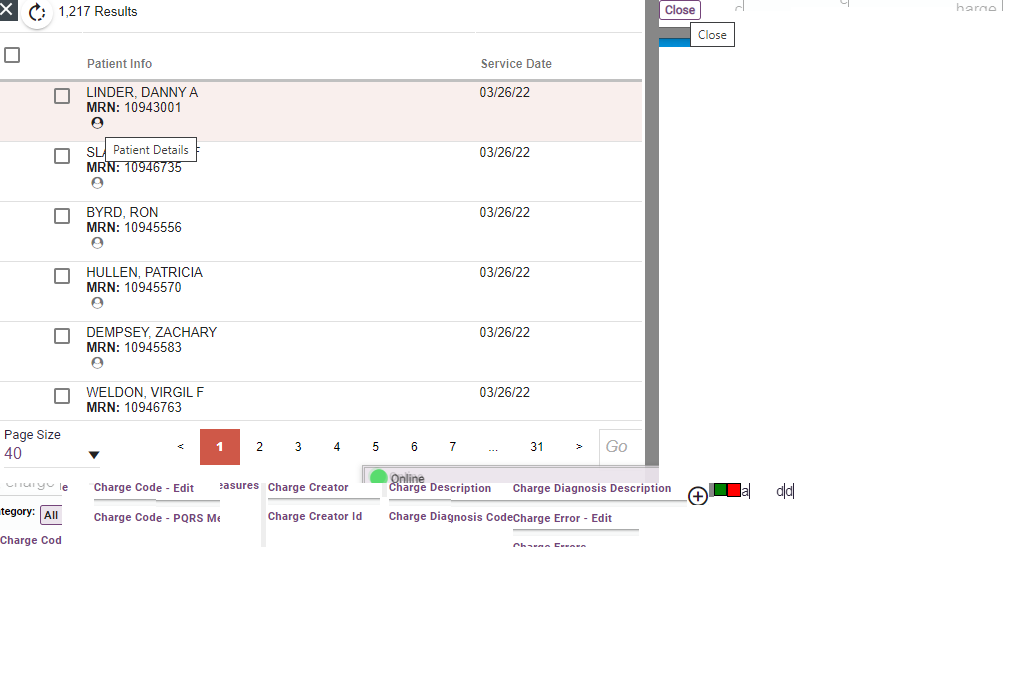 1,217 Results
Close
Close
harge
Patient Info
Service Date
LINDER, DANNY A
03/26/22
MRN: 10943001
Patient Details
03/26/22
MRN: 10946735
BYRD, RON
03/26/22
MRN: 10945556
HULLEN, PATRICIA
03/26/22
MRN: 10945570
DEMPSEY, ZACHARY
03/26/22
MRN: 10945583
WELDON, VIRGIL F
03/26/22
MRN: 10946763
Page Size
40
< 1 2 3 4 5 6 7 ... 31 > Go
Online
charge
le
Charge Code - Edit
easures
Charge Creator
Charge Description
Charge Diagnosis Description
a
d d
tegory: All
Charge Code - PQRS Me
Charge Creator Id
Charge Diagnosis Code
Charge Error - Edit
Charge Cod
Charge Errors